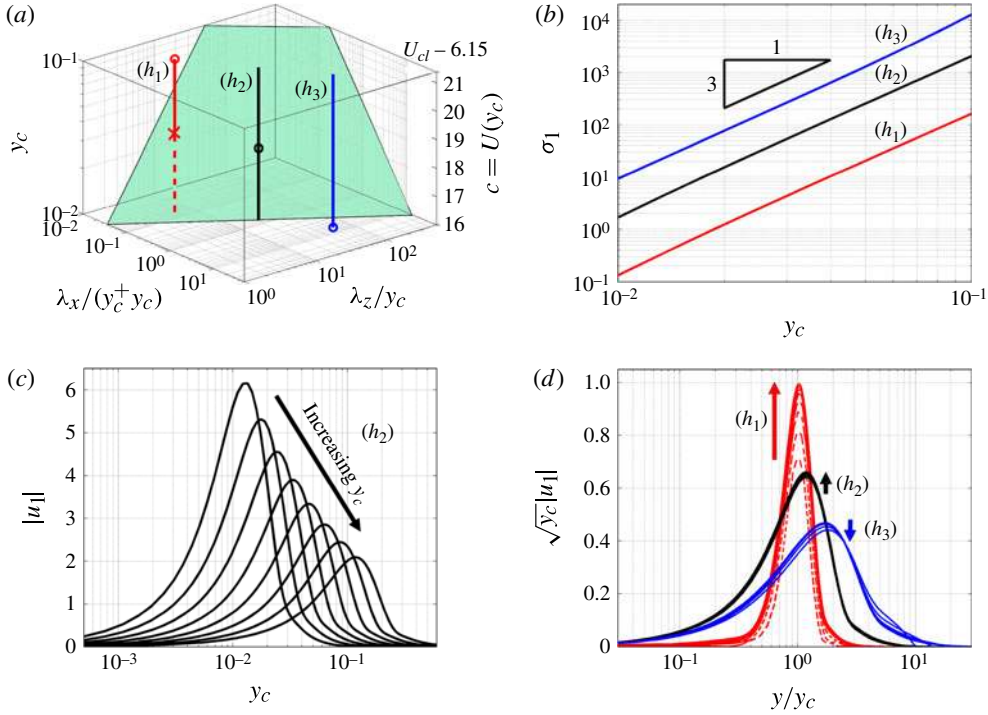 (a)
U_cl – 6.15
10^–1
(h_1)
(h_2)
(h_3)
21
20
19
18
17
16
y_c
c = U(y_c)
10^–2
10^–2
10^–1
10^0
10^1
10^0
10^1
10^2
λ_x/(y_c^+ y_c)
λ_z/y_c
(b)
10^4
10^3
10^2
10^1
10^0
10^–1
σ_1
1
3
(h_3)
(h_2)
(h_1)
10^–2
10^–1
y_c
(c)
6
5
4
3
2
1
0
|u_1|
Increasing y_c
(h_2)
10^–3
10^–2
10^–1
y_c
(d)
1.0
0.8
0.6
0.4
0.2
0
√y_c|u_1|
(h_1)
(h_2)
(h_3)
10^–1
10^0
10^1
y/y_c